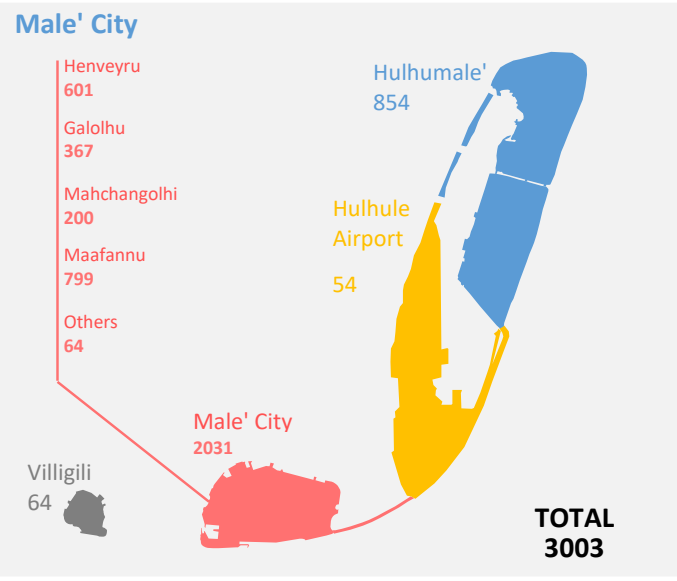 Male' City
Henveyru
601
Galolhu
367
Mahchangolhi
200
Maafannu
799
Others
64
Hulhumale'
854
Hulhule
Airport
54
Male' City
2031
Villigili
64
TOTAL
3003